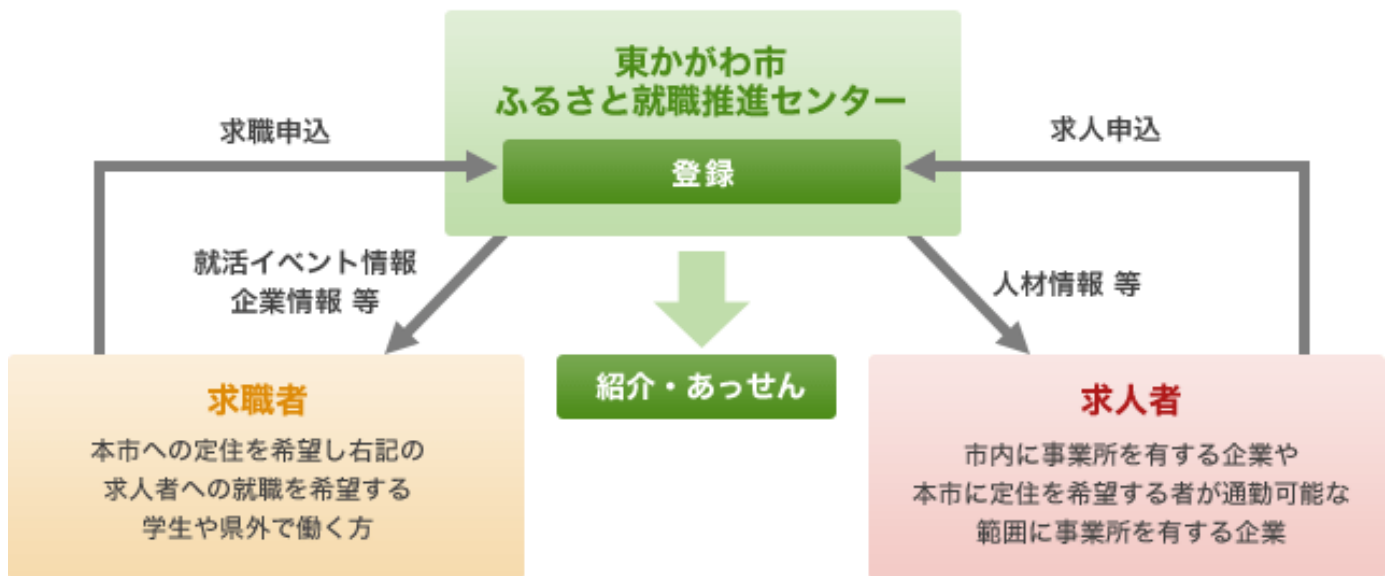 東かがわ市
ふるさと就職推進センター
登録
求職申込
求人申込
就活イベント情報
企業情報 等
人材情報 等
紹介・あっせん
求職者
本市への定住を希望し右記の
求人者への就職を希望する
学生や県外で働く方
求人者
市内に事業所を有する企業や
本市に定住を希望する者が通勤可能な
範囲に事業所を有する企業